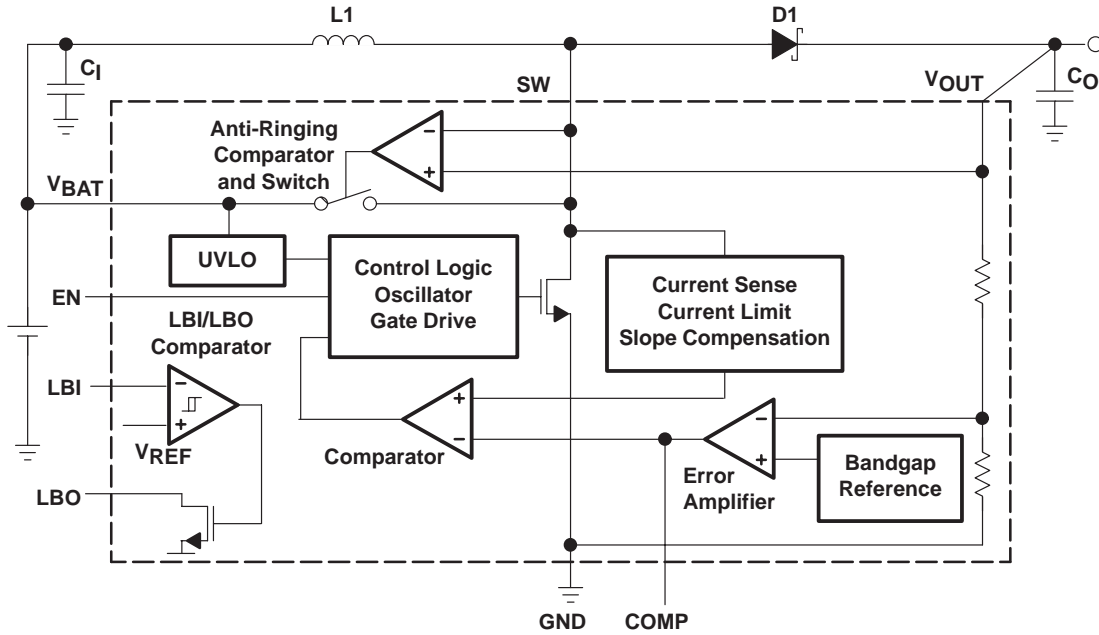 L1
D1
CI
SW
VOUT
CO
Anti-Ringing
Comparator
and Switch
−
+
VBAT
UVLO
Control Logic
Oscillator
Gate Drive
Current Sense
Current Limit
Slope Compensation
EN
LBI/LBO
Comparator
LBI
−
+
VREF
+
−
Comparator
−
+
Error
Amplifier
Bandgap
Reference
LBO
GND
COMP